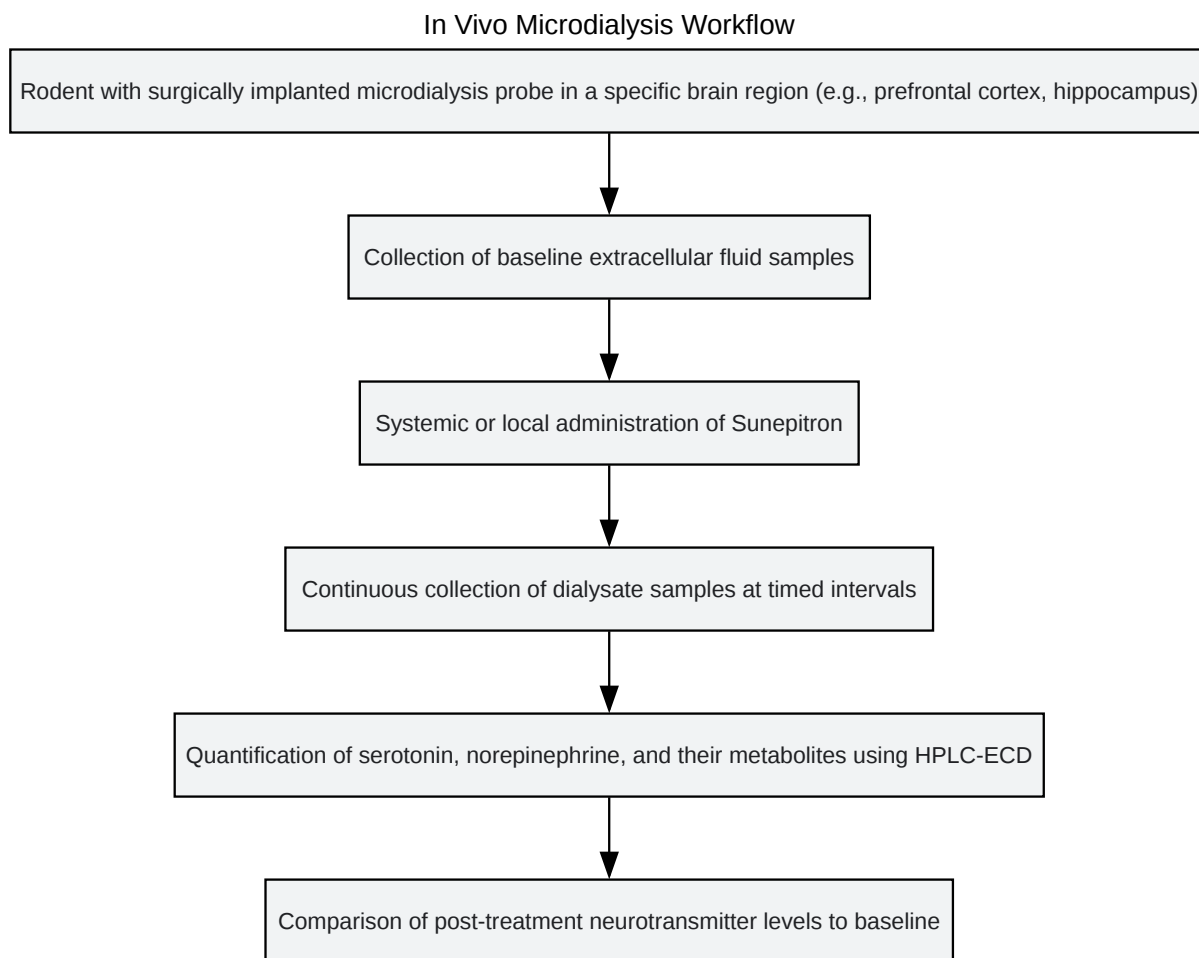 In Vivo Microdialysis Workflow
Rodent with surgically implanted microdialysis probe in a specific brain region (e.g., prefrontal cortex, hippocampus)
Collection of baseline extracellular fluid samples
Systemic or local administration of Sunepitron
Continuous collection of dialysate samples at timed intervals
Quantification of serotonin, norepinephrine, and their metabolites using HPLC-ECD
Comparison of post-treatment neurotransmitter levels to baseline